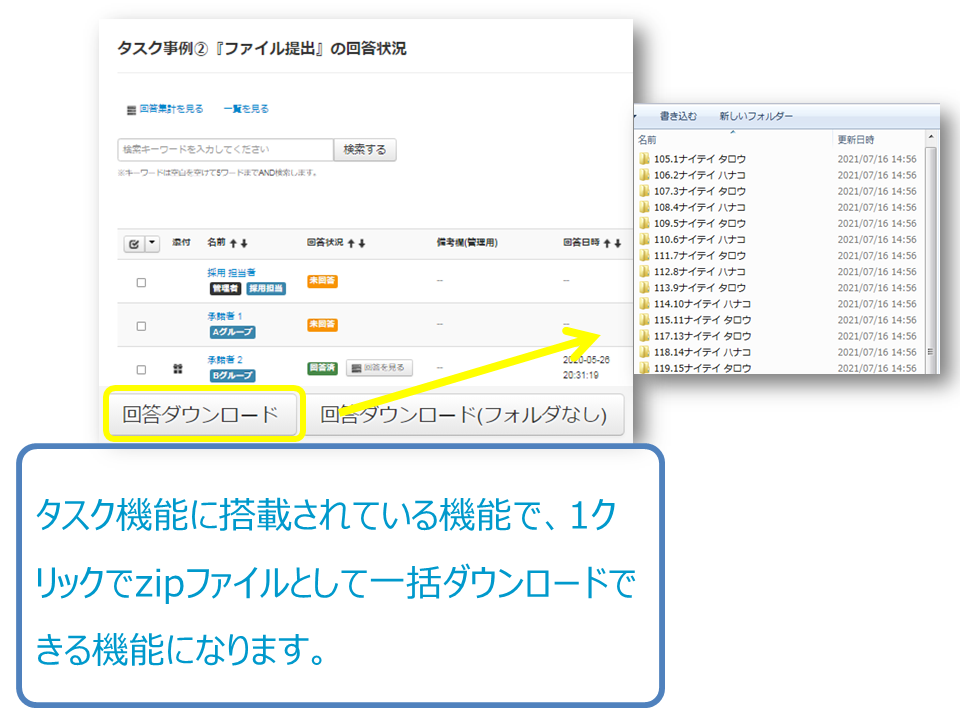 タスク事例②『ファイル提出』の回答状況
回答集計を見る 一覧を見る
検索キーワードを入力してください 検索する
※キーワードは空白を空けて5ワードまでAND検索します。
添付 名前 回答状況 備考欄(管理用) 回答日時
採用 担当者
管理者 採用担当 未回答 -- --
承諾者 1
Aグループ 未回答 -- --
承諾者 2
Bグループ 回答済 回答を見る -- 2020-05-26
20:31:19
回答ダウンロード 回答ダウンロード(フォルダなし)
書き込む 新しいフォルダー
名前 更新日時
105.1ナイテイ タロウ 2021/07/16 14:56
106.2ナイテイ ハナコ 2021/07/16 14:56
107.3ナイテイ タロウ 2021/07/16 14:56
108.4ナイテイ ハナコ 2021/07/16 14:56
109.5ナイテイ タロウ 2021/07/16 14:56
110.6ナイテイ ハナコ 2021/07/16 14:56
111.7ナイテイ タロウ 2021/07/16 14:56
112.8ナイテイ ハナコ 2021/07/16 14:56
113.9ナイテイ タロウ 2021/07/16 14:56
114.10ナイテイ ハナコ 2021/07/16 14:56
115.11ナイテイ タロウ 2021/07/16 14:56
117.13ナイテイ タロウ 2021/07/16 14:56
118.14ナイテイ ハナコ 2021/07/16 14:56
119.15ナイテイ タロウ 2021/07/16 14:56
タスク機能に搭載されている機能で、1ク
リックでzipファイルとして一括ダウンロードで
きる機能になります。